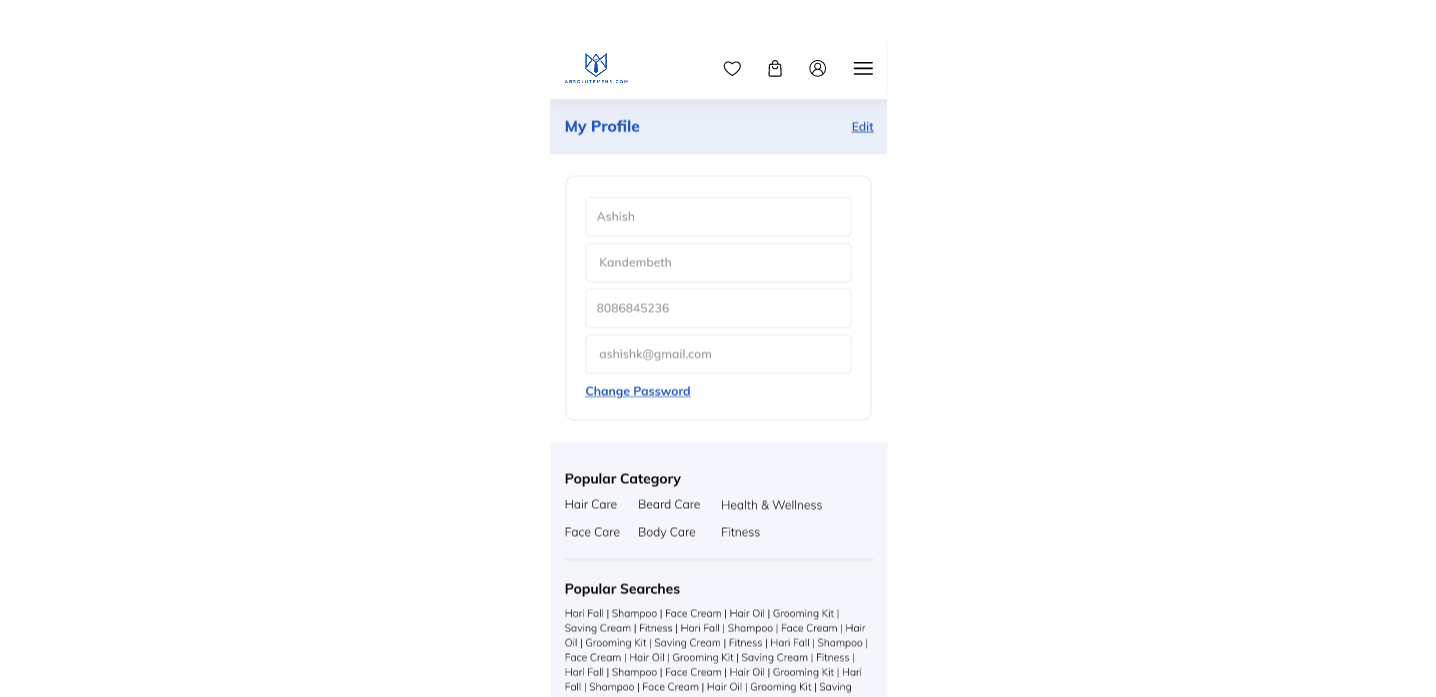 ABSOLUTEMENS.COM
My Profile
Edit
Ashish
Kandembeth
8086845236
ashishk@gmail.com
Change Password
Popular Category
Hair Care Beard Care Health & Wellness
Face Care Body Care Fitness
Popular Searches
Hari Fall | Shampoo | Face Cream | Hair Oil | Grooming Kit |
Saving Cream | Fitness | Hari Fall | Shampoo | Face Cream | Hair
Oil | Grooming Kit | Saving Cream | Fitness | Hari Fall | Shampoo |
Face Cream | Hair Oil | Grooming Kit | Saving Cream | Fitness |
Hari Fall | Shampoo | Face Cream | Hair Oil | Grooming Kit | Hari
Fall | Shampoo | Face Cream | Hair Oil | Grooming Kit | Saving